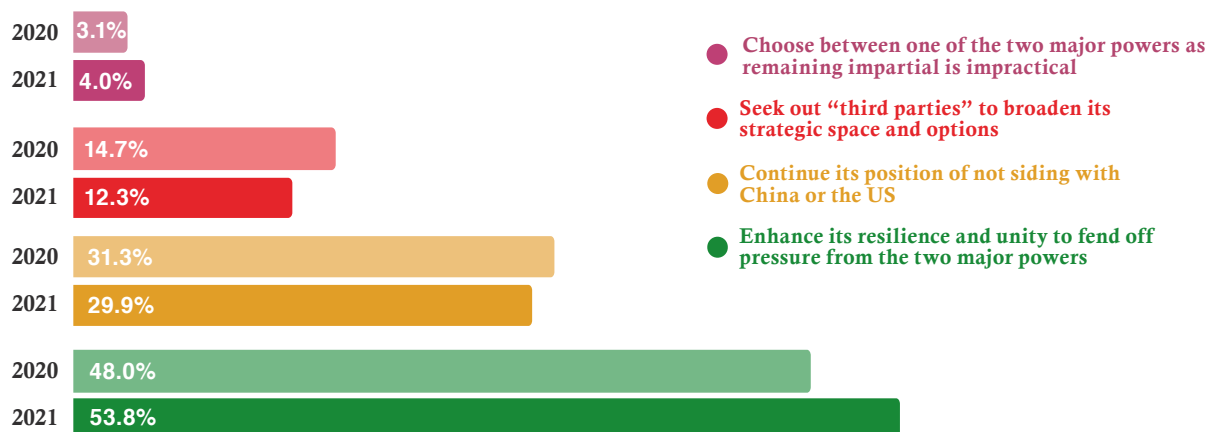 2020 3.1%
2021 4.0%
2020 14.7%
2021 12.3%
2020 31.3%
2021 29.9%
2020 48.0%
2021 53.8%
Choose between one of the two major powers as
remaining impartial is impractical
Seek out “third parties” to broaden its
strategic space and options
Continue its position of not siding with
China or the US
Enhance its resilience and unity to fend off
pressure from the two major powers